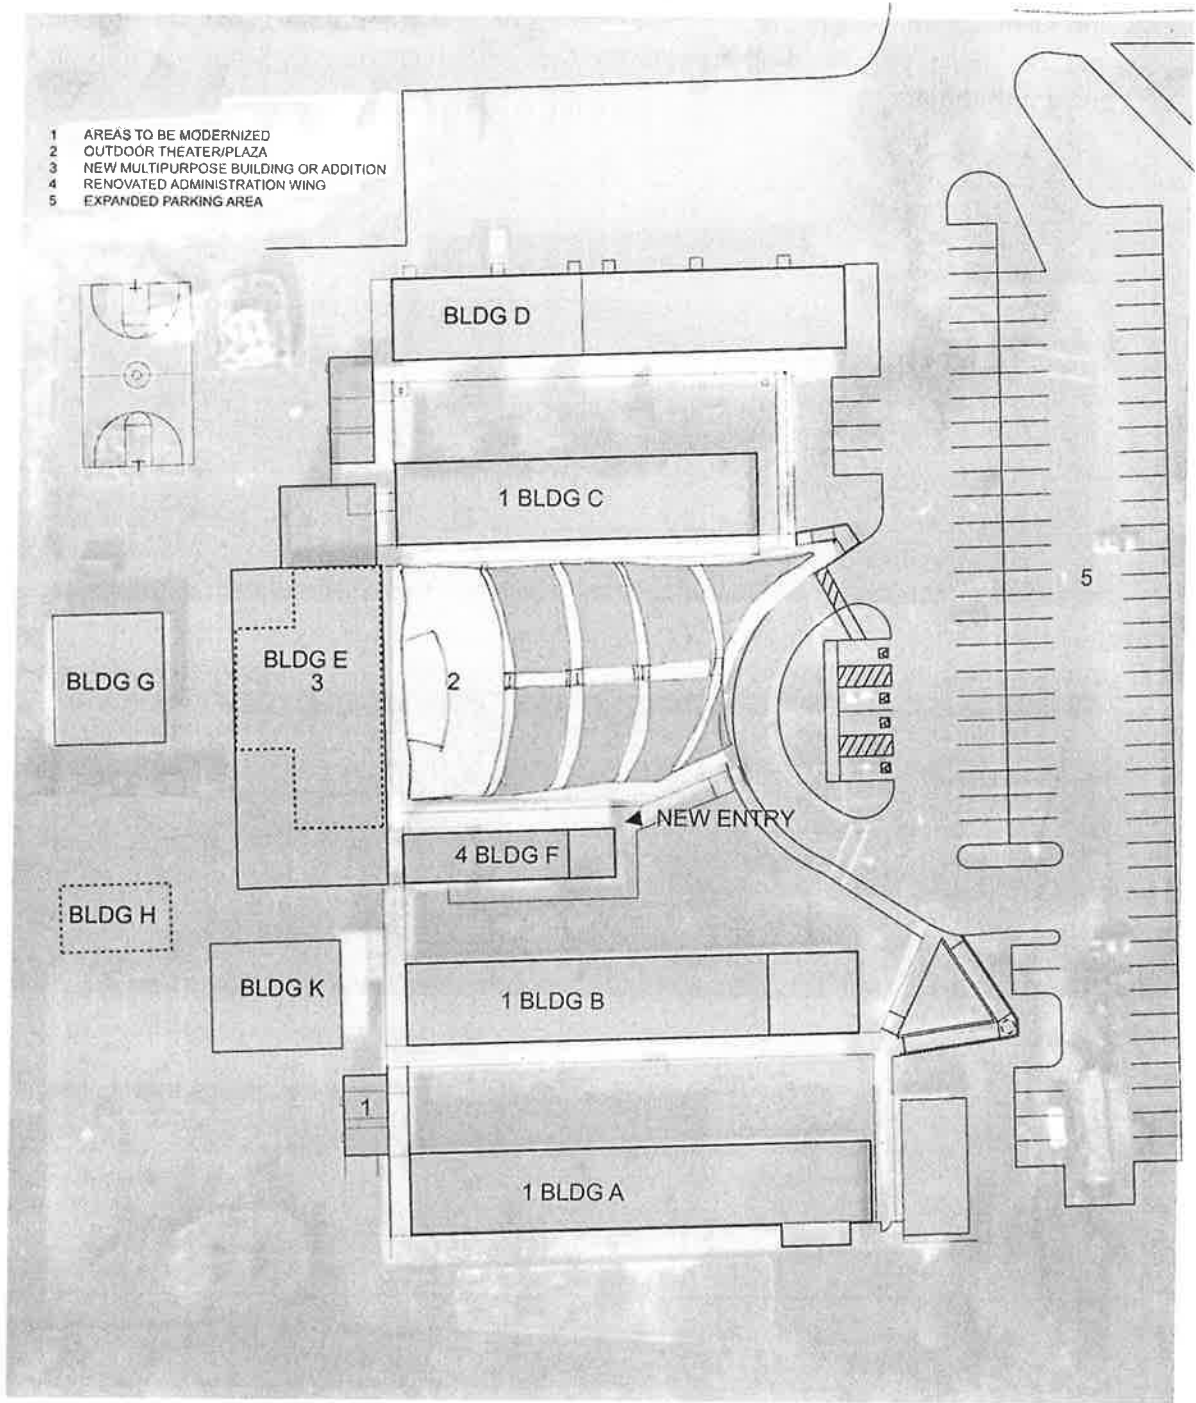 1 AREAS TO BE MODERNIZED
2 OUTDOOR THEATER/PLAZA
3 NEW MULTIPURPOSE BUILDING OR ADDITION
4 RENOVATED ADMINISTRATION WING
5 EXPANDED PARKING AREA
BLDG D
1 BLDG C
5
BLDG E
3
2
BLDG G
NEW ENTRY
4 BLDG F
BLDG H
BLDG K
1 BLDG B
1
1 BLDG A